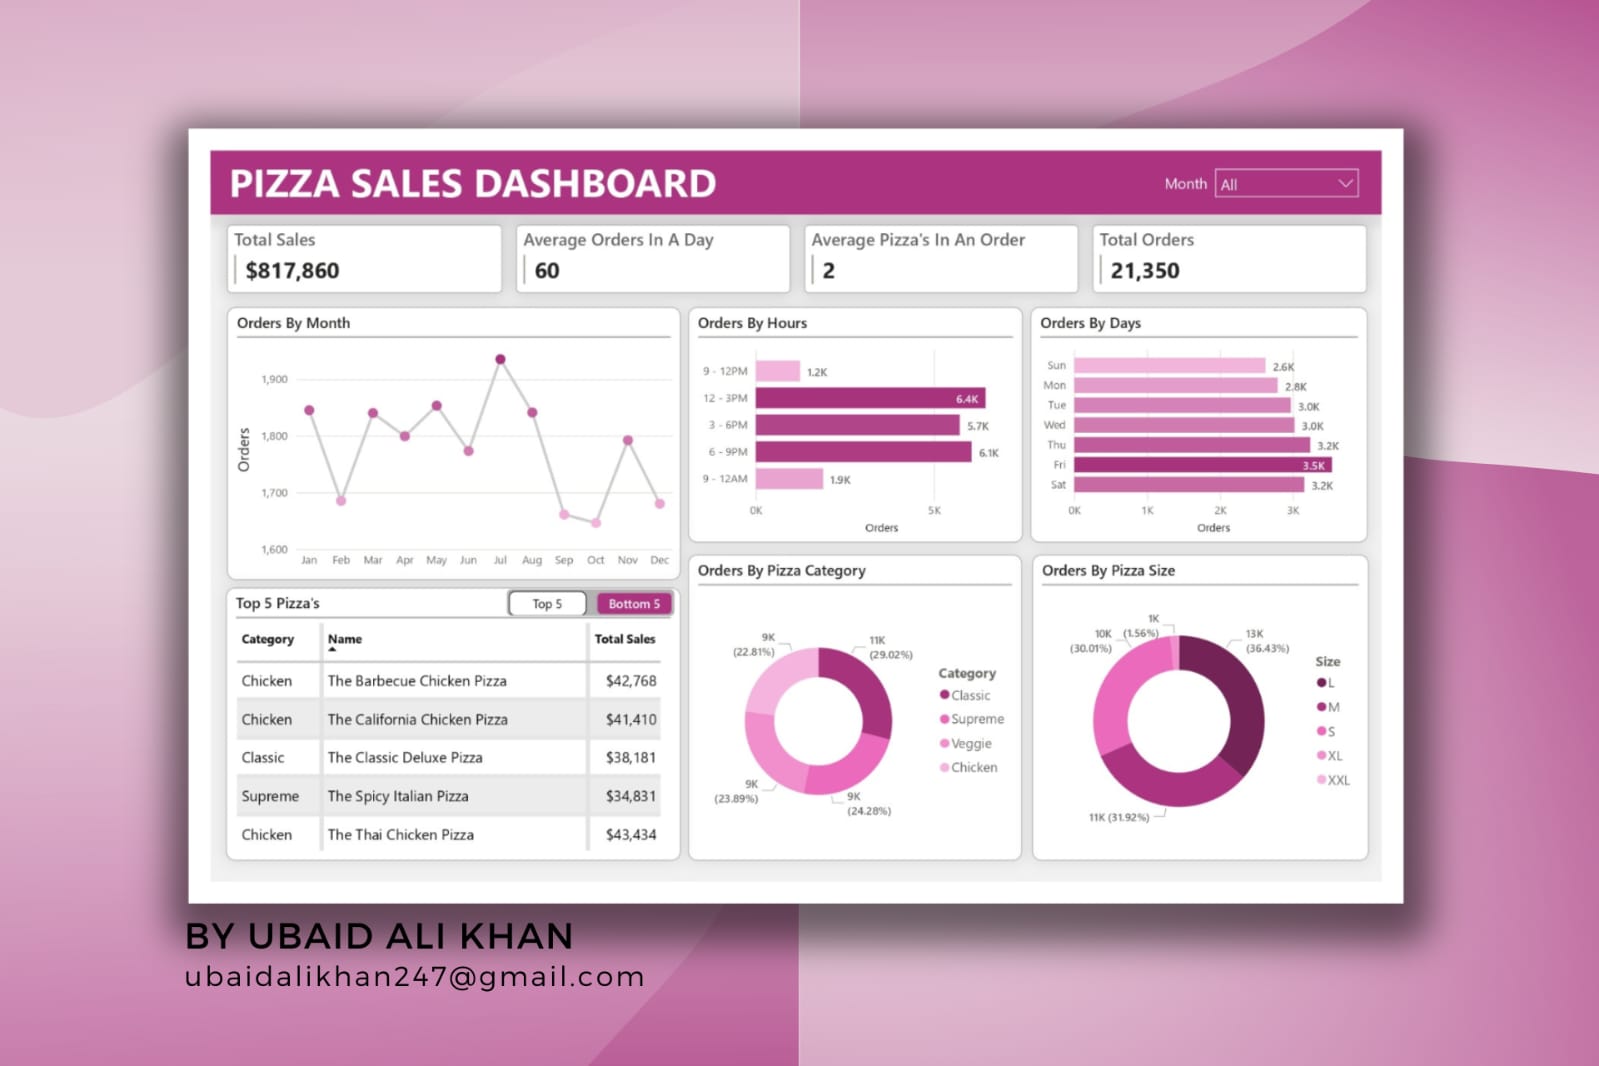 PIZZA SALES DASHBOARD
Month All
Total Sales
$817,860
Average Orders In A Day
60
Average Pizza's In An Order
2
Total Orders
21,350
Orders By Month
Orders
1,900
1,800
1,700
1,600
Jan Feb Mar Apr May Jun Jul Aug Sep Oct Nov Dec
Orders By Hours
9 - 12PM 1.2K
12 - 3PM 6.4K
3 - 6PM 5.7K
6 - 9PM 6.1K
9 - 12AM 1.9K
0K 5K
Orders
Orders By Days
Sun 2.6K
Mon 2.8K
Tue 3.0K
Wed 3.0K
Thu 3.2K
Fri 3.5K
Sat 3.2K
0K 1K 2K 3K
Orders
Top 5 Pizza's Top 5 Bottom 5
Category Name Total Sales
Chicken The Barbecue Chicken Pizza $42,768
Chicken The California Chicken Pizza $41,410
Classic The Classic Deluxe Pizza $38,181
Supreme The Spicy Italian Pizza $34,831
Chicken The Thai Chicken Pizza $43,434
Orders By Pizza Category
9K
(22.81%)
11K
(29.02%)
9K
(23.89%)
9K
(24.28%)
Category
Classic
Supreme
Veggie
Chicken
Orders By Pizza Size
1K
(1.56%)
10K
(30.01%)
13K
(36.43%)
11K (31.92%)
Size
L
M
S
XL
XXL
BY UBAID ALI KHAN
ubaidalikhan247@gmail.com